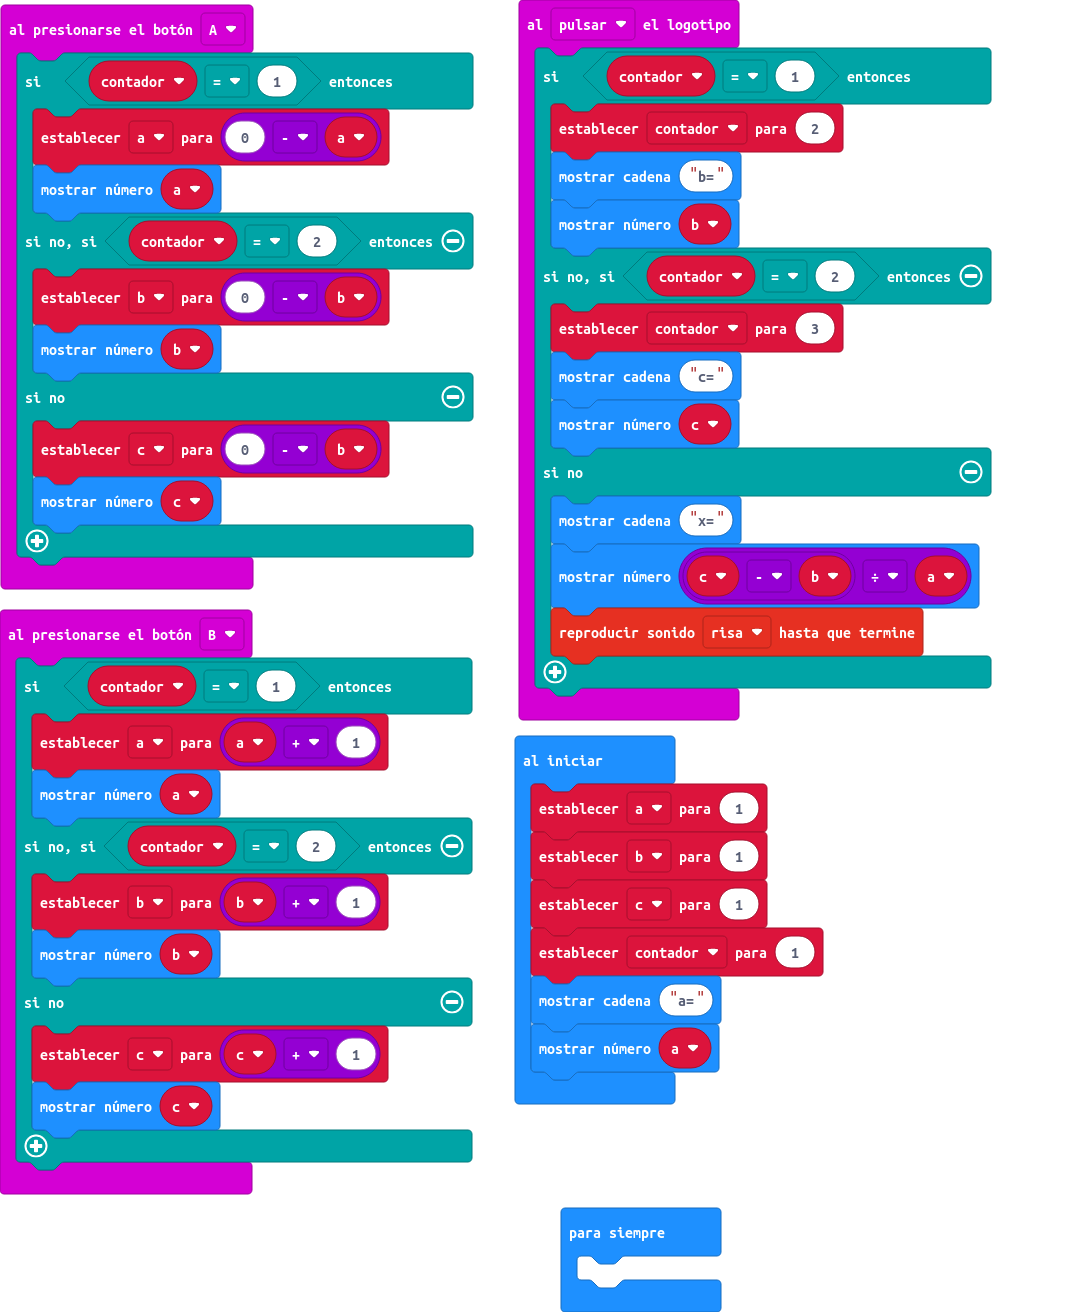 al presionarse el botón A
si contador = 1 entonces
establecer a para 0 - a
mostrar número a
si no, si contador = 2 entonces
establecer b para 0 - b
mostrar número b
si no
establecer c para 0 - b
mostrar número c
al presionarse el botón B
si contador = 1 entonces
establecer a para a + 1
mostrar número a
si no, si contador = 2 entonces
establecer b para b + 1
mostrar número b
si no
establecer c para c + 1
mostrar número c
al pulsar el logotipo
si contador = 1 entonces
establecer contador para 2
mostrar cadena "b="
mostrar número b
si no, si contador = 2 entonces
establecer contador para 3
mostrar cadena "c="
mostrar número c
si no
mostrar cadena "x="
mostrar número c - b ÷ a
reproducir sonido risa hasta que termine
al iniciar
establecer a para 1
establecer b para 1
establecer c para 1
establecer contador para 1
mostrar cadena "a="
mostrar número a
para siempre